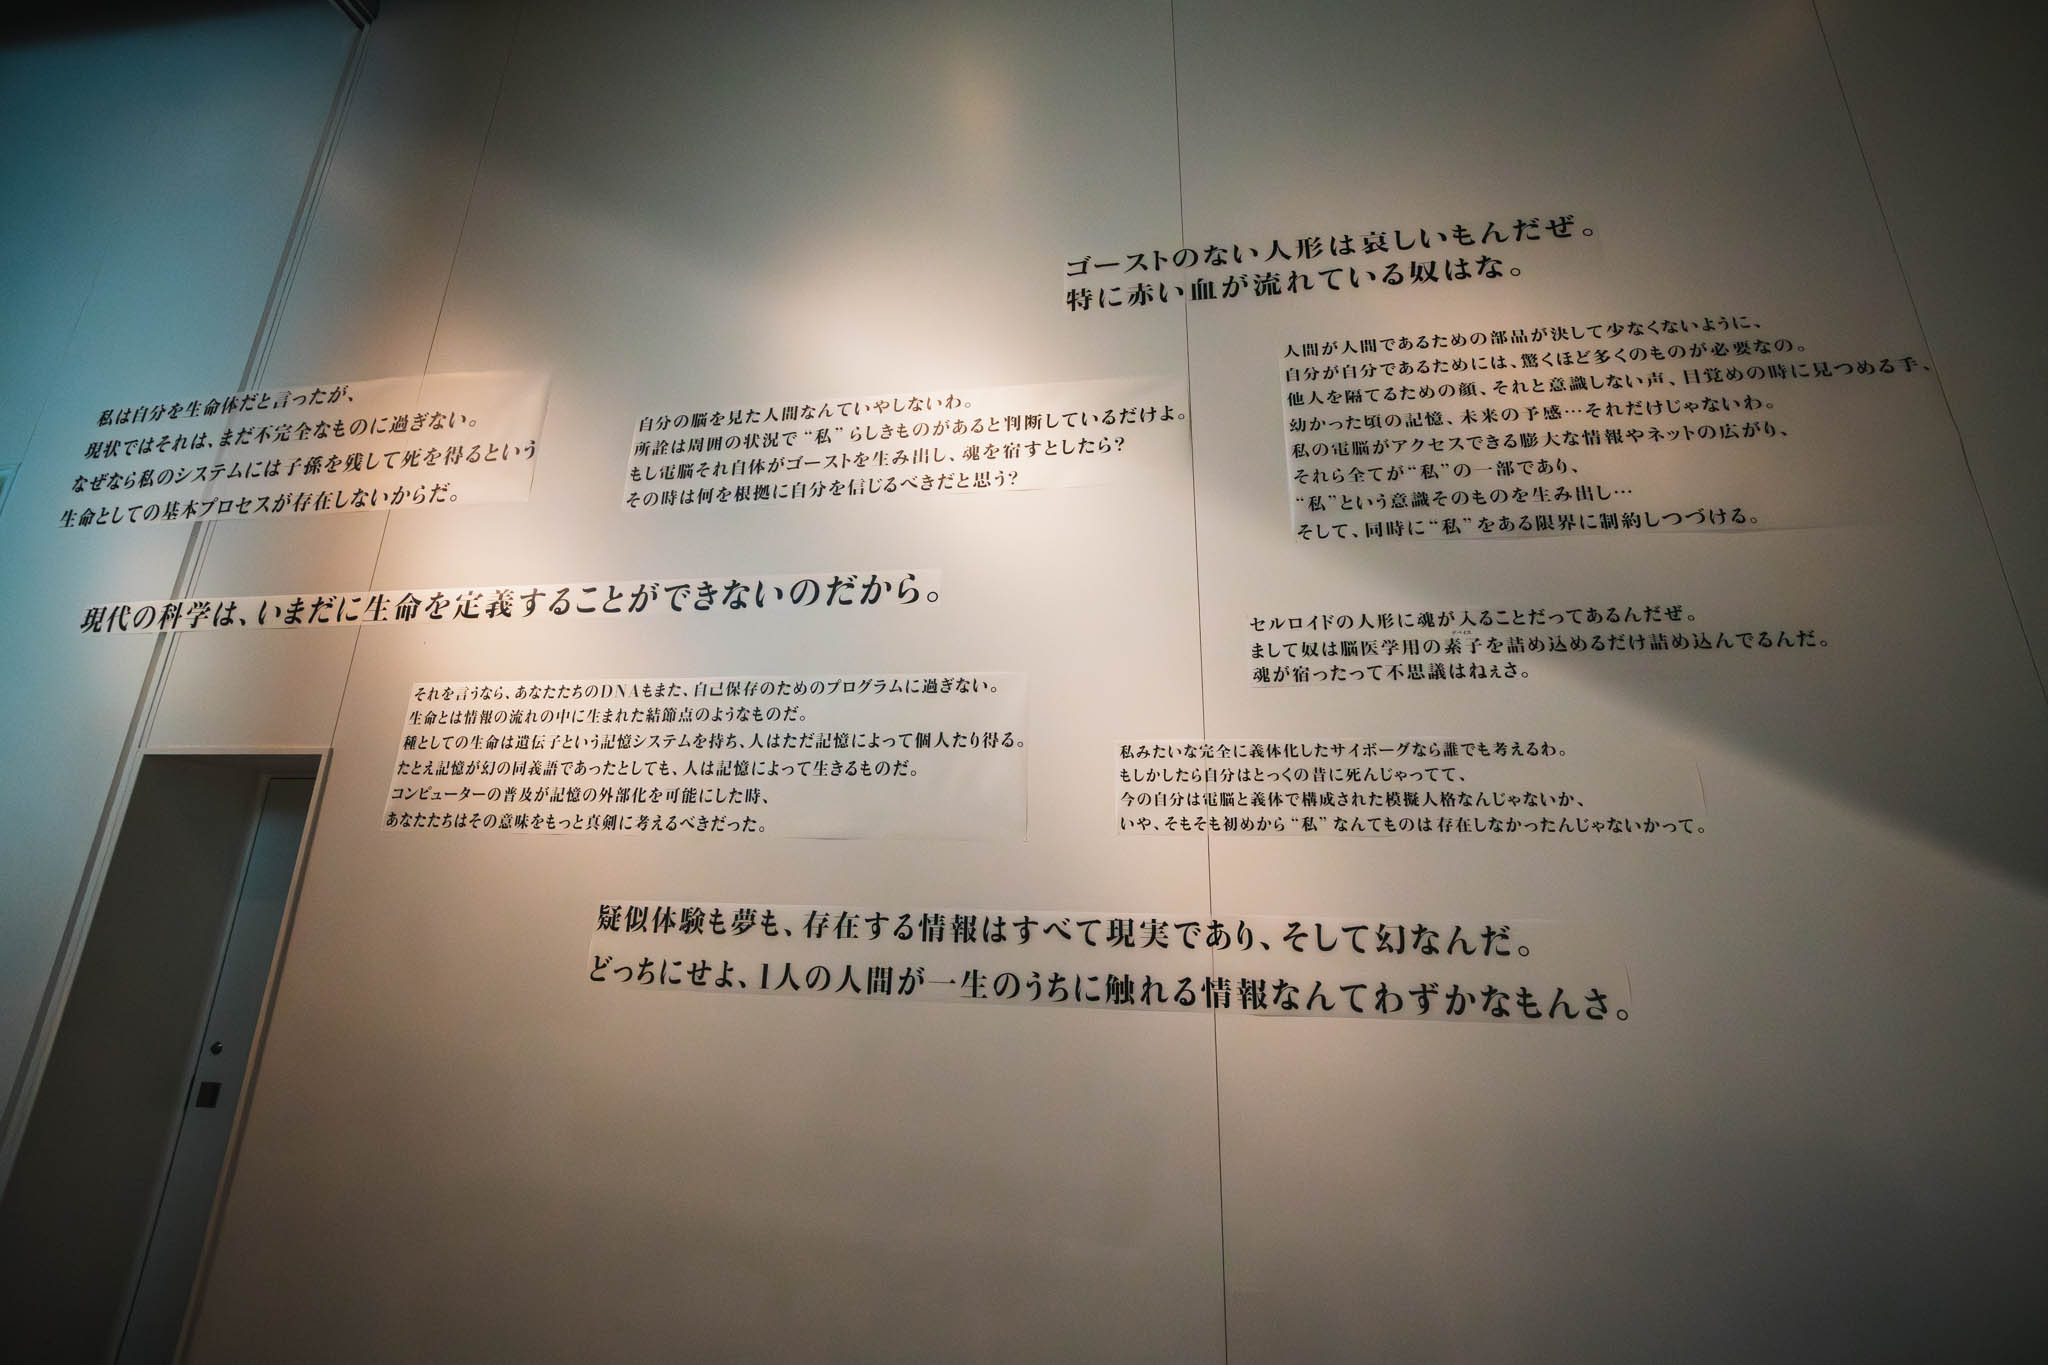 ゴーストのない人形は哀しいもんだぜ。
特に赤い血が流れている奴はな。
人間が人間であるための部品が決して少なくないように、
自分が自分であるためには、驚くほど多くのものが必要なの。
他人を隔てるための顔、それと意識しない声、目覚めの時に見つめる手、
幼かった頃の記憶、未来の予感…それだけじゃないわ。
私の電脳がアクセスできる膨大な情報やネットの広がり、
それら全てが“私”の一部であり、
“私”という意識そのものを生み出し…
そして、同時に“私”をある限界に制約しつづける。
私は自分を生命体だと言ったが、
現状ではそれは、まだ不完全なものに過ぎない。
なぜなら私のシステムには子孫を残して死を得るという
生命としての基本プロセスが存在しないからだ。
自分の脳を見た人間なんていやしないわ。
所詮は周囲の状況で“私”らしきものがあると判断しているだけよ。
もし電脳それ自体がゴーストを生み出し、魂を宿すとしたら?
その時は何を根拠に自分を信じるべきだと思う?
現代の科学は、いまだに生命を定義することができないのだから。
セルロイドの人形に魂が入ることだってあるんだぜ。
まして奴は脳医学用の素子を詰め込めるだけ詰め込んでるんだ。
魂が宿ったって不思議はねぇさ。
それを言うなら、あなたたちのDNAもまた、自己保存のためのプログラムに過ぎない。
生命とは情報の流れの中に生まれた結節点のようなものだ。
種としての生命は遺伝子という記憶システムを持ち、人はただ記憶によって個人たり得る。
たとえ記憶が幻の同義語であったとしても、人は記憶によって生きるものだ。
コンピューターの普及が記憶の外部化を可能にした時、
あなたたちはその意味をもっと真剣に考えるべきだった。
私みたいな完全に義体化したサイボーグなら誰でも考えるわ。
もしかしたら自分はとっくの昔に死んじゃってて、
今の自分は電脳と義体で構成された模擬人格なんじゃないか、
いや、そもそも初めから“私”なんてものは存在しなかったんじゃないかって。
疑似体験も夢も、存在する情報はすべて現実であり、そして幻なんだ。
どっちにせよ、1人の人間が一生のうちに触れる情報なんてわずかなもんさ。